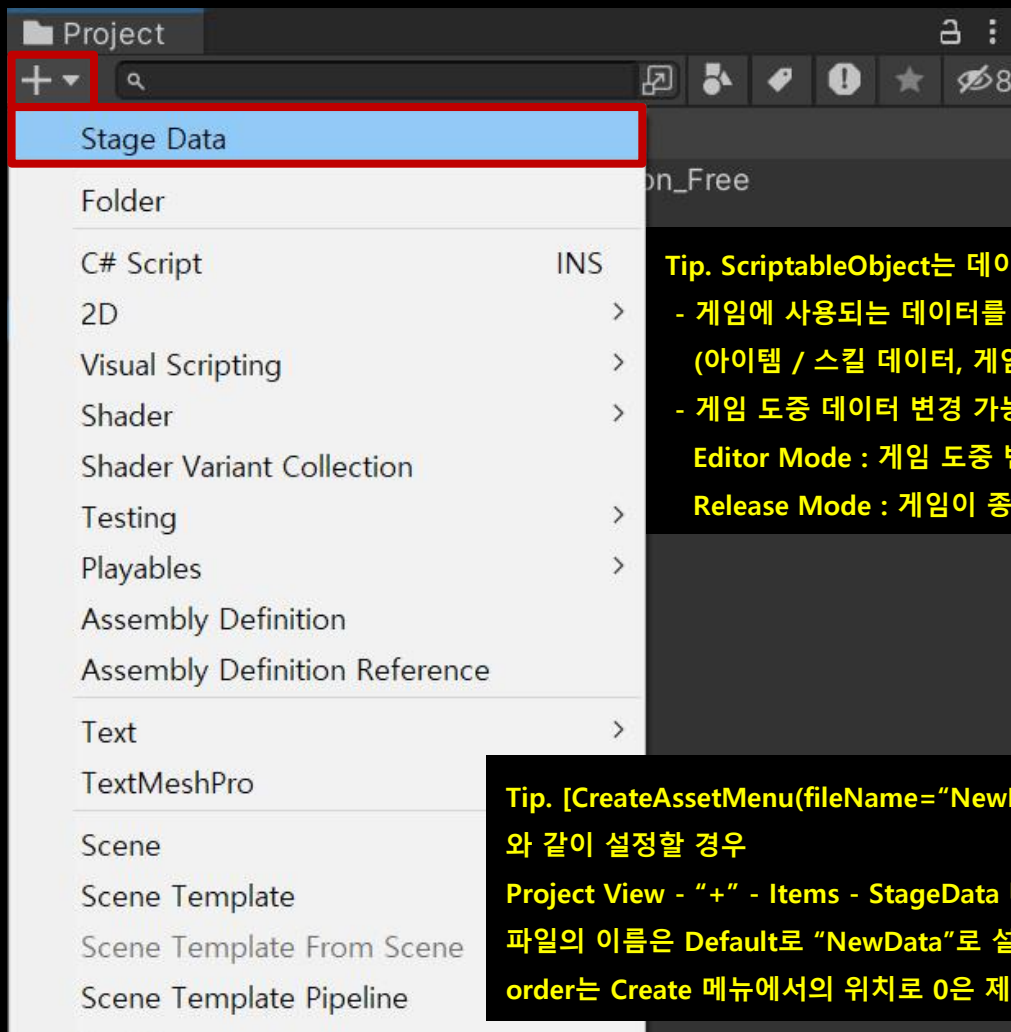 Project
8
Stage Data
on_Free
Folder
C# Script INS
2D
Visual Scripting
Shader
Shader Variant Collection
Testing
Playables
Assembly Definition
Assembly Definition Reference
Text
TextMeshPro
Scene
Scene Template
Scene Template From Scene
Scene Template Pipeline
Tip. ScriptableObject는
- 게임에 사용되는 데이터를
(아이템 / 스킬 데이터,
- 게임 도중 데이터 변경
Editor Mode : 게임 도중
Release Mode : 게임이
Tip. [CreateAssetMenu(fileName=“New
와 같이 설정할 경우
Project View - “+” - Items - StageData
파일의 이름은 Default로 “NewData”로
order는 Create 메뉴에서의 위치로 0은